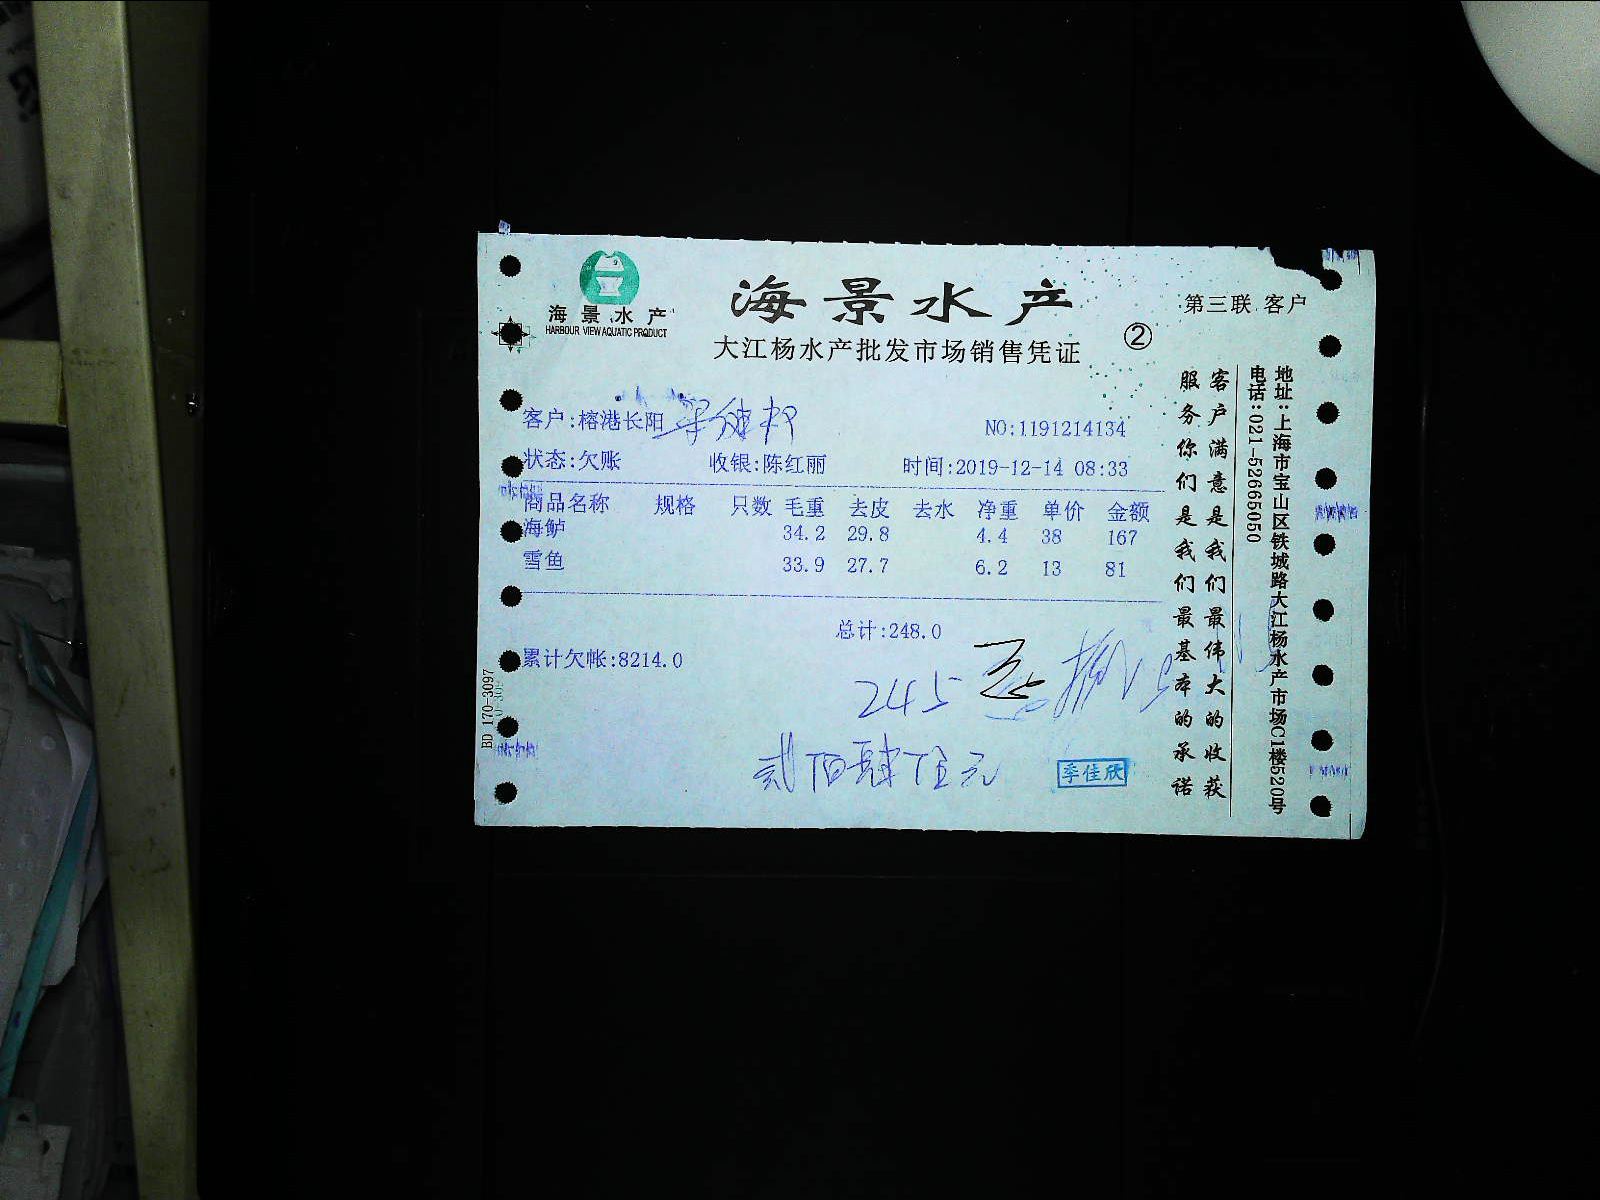 海景水产
HARBOUR VIEW AQUATIC PRODUCT
海景水产
大江杨水产批发市场销售凭证
②
第三联 客户
客户:榕港长阳
NO:1191214134
状态:欠账 收银:陈红丽 时间:2019-12-14 08:33
商品名称 规格 只数 毛重 去皮 去水 净重 单价 金额
海鲈 34.2 29.8 4.4 38 167
雪鱼 33.9 27.7 6.2 13 81
总计:248.0
累计欠帐:8214.0
245
贰佰肆拾伍元
季佳欣
客户满意是我们最伟大的收获
服务你们是我们最基本的承诺
地址:上海市宝山区铁城路大江杨水产市场C1楼520号
电话:021-52665050
BD 170-3097